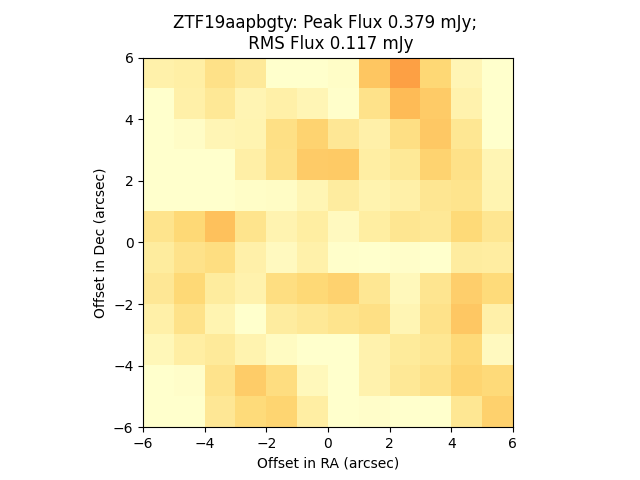 ZTF19aapbgty: Peak Flux 0.379 mJy;
RMS Flux 0.117 mJy
6
4
2
0
−2
−4
−6
Offset in Dec (arcsec)
−6 −4 −2 0 2 4 6
Offset in RA (arcsec)